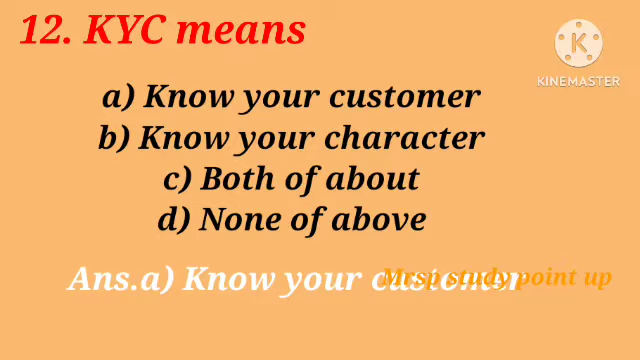 12. KYC means
KINEMASTER
a) Know your customer
b) Know your character
c) Both of about
d) None of above
Ans.a) Know your customer
Mrsp study point up